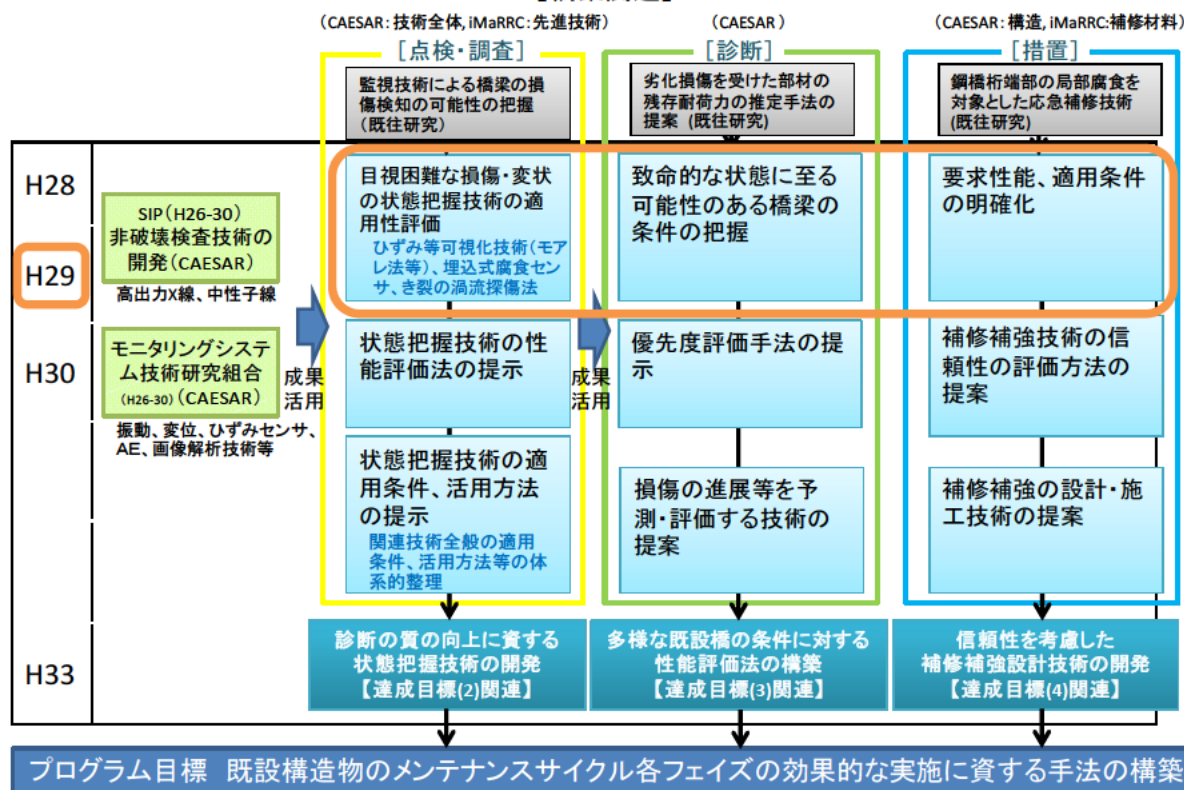 (CAESAR:技術全体, iMaRRC:先進技術)
(CAESAR)
(CAESAR:構造, iMaRRC:補修材料)
[点検・調査]
[診断]
[措置]
監視技術による橋梁の損
傷検知の可能性の把握
(既往研究)
劣化損傷を受けた部材の
残存耐荷力の推定手法の
提案 (既往研究)
鋼橋桁端部の局部腐食を
対象とした応急補修技術
(既往研究)
H28
H29
H30
H33
SIP(H26-30)
非破壊検査技術の
開発(CAESAR)
高出力X線、中性子線
モニタリングシステ
ム技術研究組合
(H26-30) (CAESAR)
振動、変位、ひずみセンサ、
AE、画像解析技術等
成果
活用
目視困難な損傷・変状
の状態把握技術の適
用性評価
ひずみ等可視化技術(モア
レ法等)、埋込式腐食セン
サ、き裂の渦流探傷法
状態把握技術の性
能評価法の提示
状態把握技術の適
用条件、活用方法
の提示
関連技術全般の適用
条件、活用方法等の体
系的整理
成果
活用
致命的な状態に至る
可能性のある橋梁の
条件の把握
優先度評価手法の提
示
損傷の進展等を予
測・評価する技術の
提案
要求性能、適用条件
の明確化
補修補強技術の信
頼性の評価方法の
提案
補修補強の設計・施
工技術の提案
診断の質の向上に資する
状態把握技術の開発
【達成目標(2)関連】
多様な既設橋の条件に対する
性能評価法の構築
【達成目標(3)関連】
信頼性を考慮した
補修補強設計技術の開発
【達成目標(4)関連】
プログラム目標 既設構造物のメンテナンスサイクル各フェイズの効果的な実施に資する手法の構築